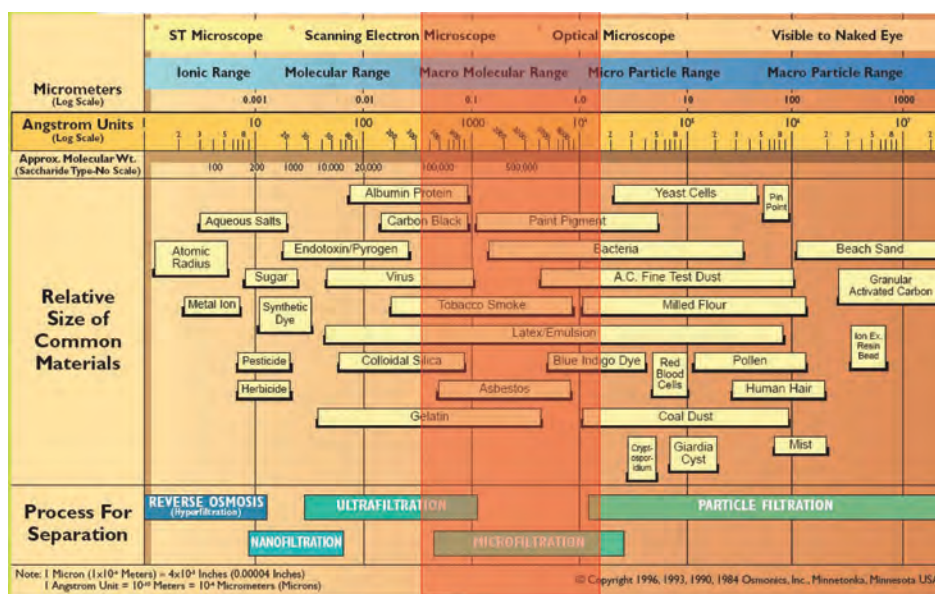 ST Microscope Scanning Electron Microscope Optical Microscope Visible to Naked Eye
Ionic Range Molecular Range Macro Molecular Range Micro Particle Range Macro Particle Range
Micrometers
(Log Scale)
0.001 0.01 0.1 1.0 10 100 1000
Angstrom Units
(Log Scale)
1 10 100 1000
2 3 5 8
Approx. Molecular Wt.
(Saccharide Type-No Scale)
100 200 1000 10,000 20,000 100,000 500,000
Relative
Size of
Common
Materials
Albumin Protein
Yeast Cells
Pin
Point
Aqueous Salts
Carbon Black
Paint Pigment
Atomic
Radius
Endotoxin/Pyrogen
Bacteria
Beach Sand
Sugar
Virus
A.C. Fine Test Dust
Granular
Activated Carbon
Metal Ion
Synthetic
Dye
Tobacco Smoke
Milled Flour
Latex/Emulsion
Ion Ex.
Resin
Bead
Pesticide
Colloidal Silica
Blue Indigo Dye
Red
Blood
Cells
Pollen
Herbicide
Asbestos
Human Hair
Gelatin
Coal Dust
Crypt-
ospor-
idium
Giardia
Cyst
Mist
Process For
Separation
REVERSE OSMOSIS
(Hyperfiltration)
ULTRAFILTRATION
PARTICLE FILTRATION
NANOFILTRATION
MICROFILTRATION
Note: 1 Micron (1x10⁻⁶ Meters) = 4x10⁻⁵ Inches (0.00004 Inches)
1 Angstrom Unit = 10⁻¹⁰ Meters = 10⁻⁴ Micrometers (Microns)
© Copyright 1996, 1993, 1990, 1984 Osmonics, Inc., Minnetonka, Minnesota USA